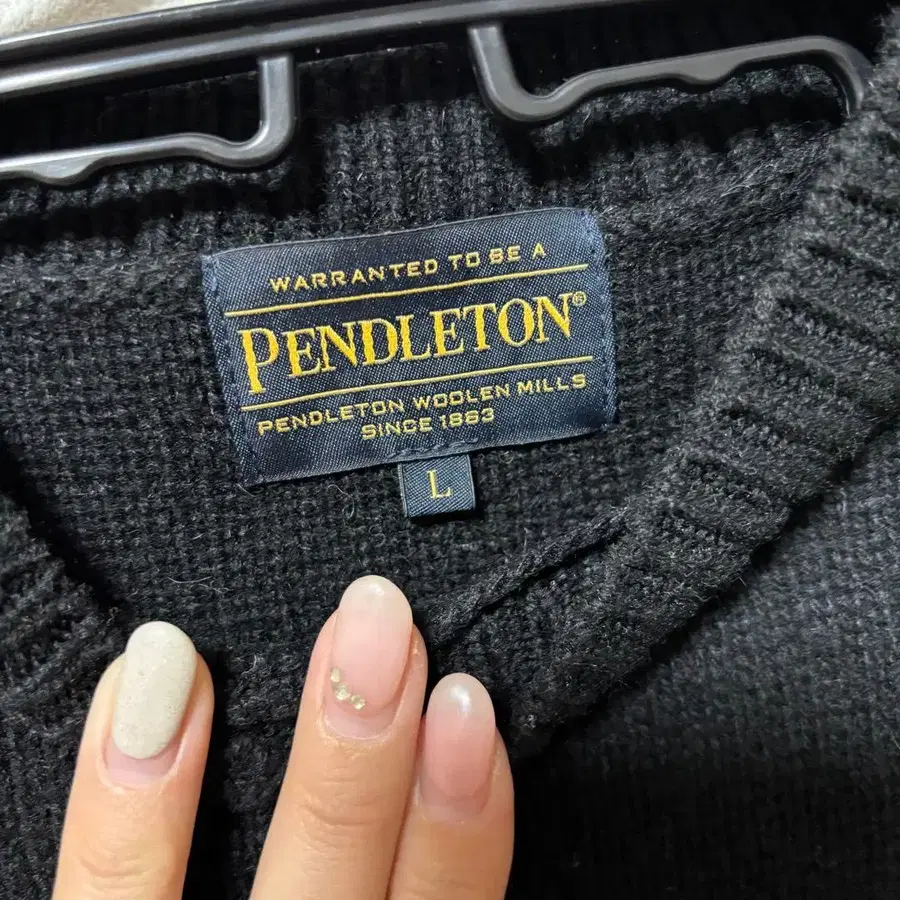 WARRANTED TO BE A
PENDLETON®
PENDLETON WOOLEN MILLS
SINCE 1863
L